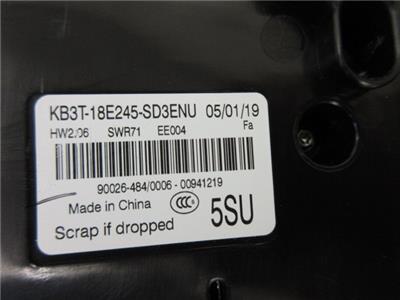 KB3T-18E245-SD3ENU 05/01/19
HW2.06 SWR71 EE004 Fa
90026-484/0006 - 00941219
Made in China CCC 5SU
Scrap if dropped